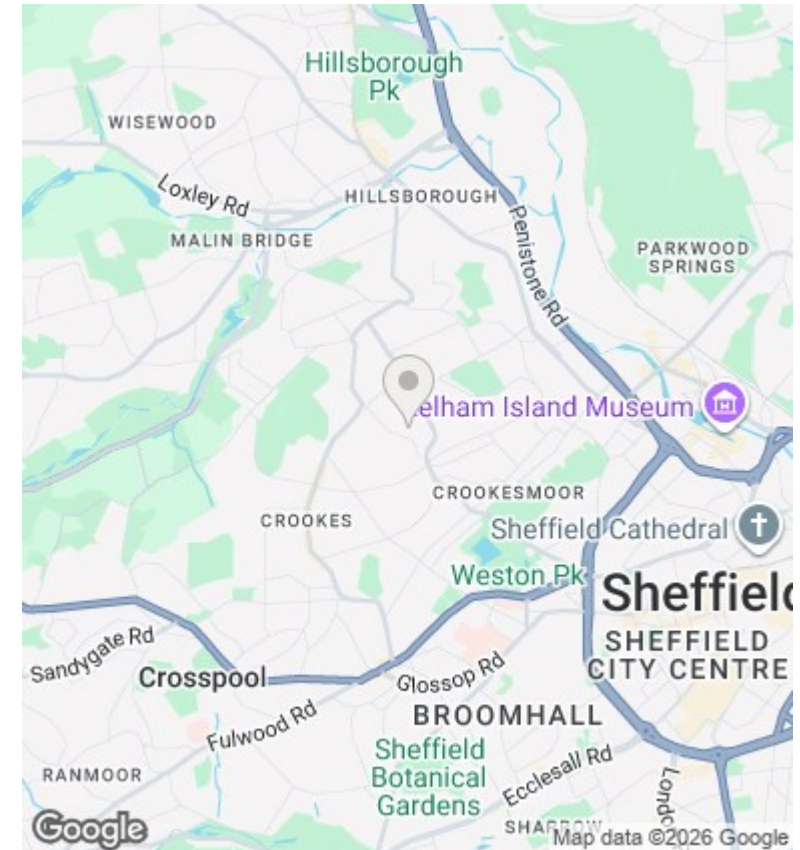 Hillsborough
Pk
WISEWOOD
Loxley Rd
HILLSBOROUGH
MALIN BRIDGE
Penistone Rd
PARKWOOD
SPRINGS
elham Island Museum
CROOKESMOOR
CROOKES
Sheffield Cathedral
Weston Pk
Sheffield
SHEFFIELD
CITY CENTRE
Sandygate Rd
Crosspool
Glossop Rd
Fulwood Rd
BROOMHALL
Sheffield
Botanical
Gardens
RANMOOR
Ecclesall Rd
Google
Map data ©2026 Google